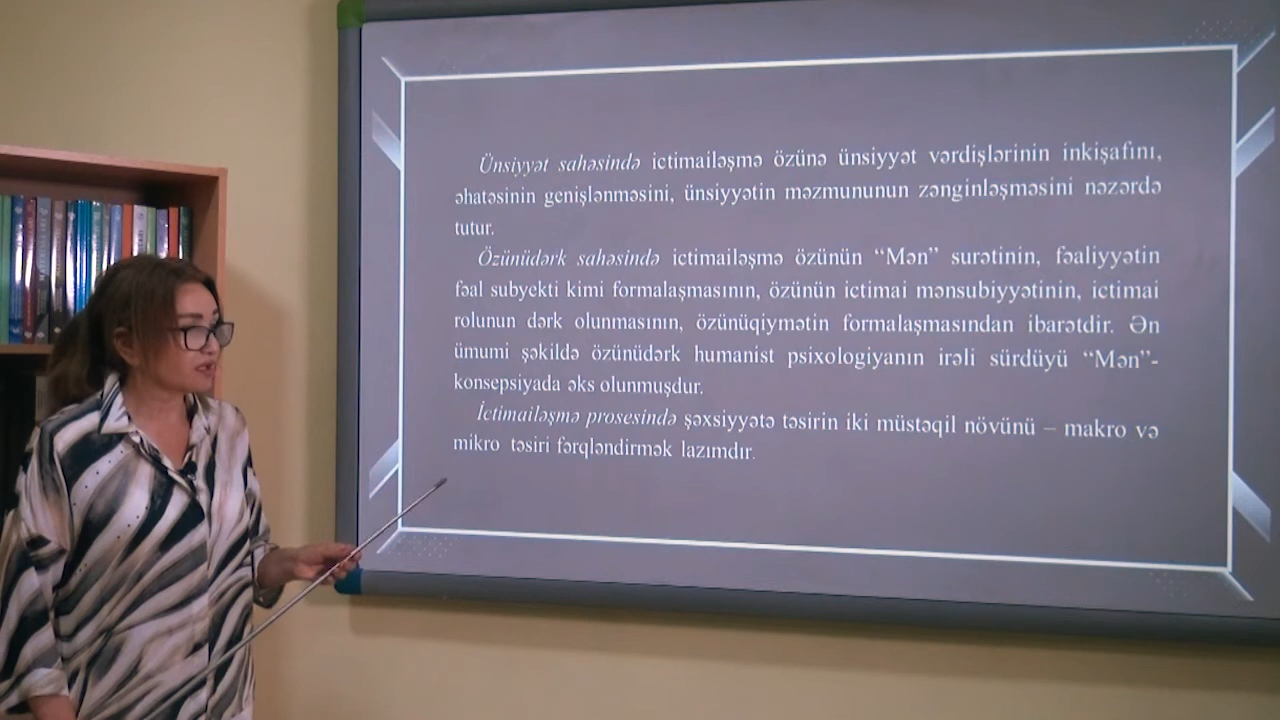 Ünsiyyət sahəsində ictimailəşmə özünə ünsiyyət vərdişlərinin inkişafını,
əhatəsinin genişlənməsini, ünsiyyətin məzmununun zənginləşməsini nəzərdə
tutur.
Özünüdərk sahəsində ictimailəşmə özünün “Mən” surətinin, fəaliyyətin
fəal subyekti kimi formalaşmasının, özünün ictimai mənsubiyyətinin, ictimai
rolunun dərk olunmasının, özünüqiymətin formalaşmasından ibarətdir. Ən
ümumi şəkildə özünüdərk humanist psixologiyanın irəli sürdüyü “Mən”-
konsepsiyada əks olunmuşdur.
İctimailəşmə prosesində şəxsiyyətə təsirin iki müstəqil növünü – makro və
mikro təsiri fərqləndirmək lazımdır.